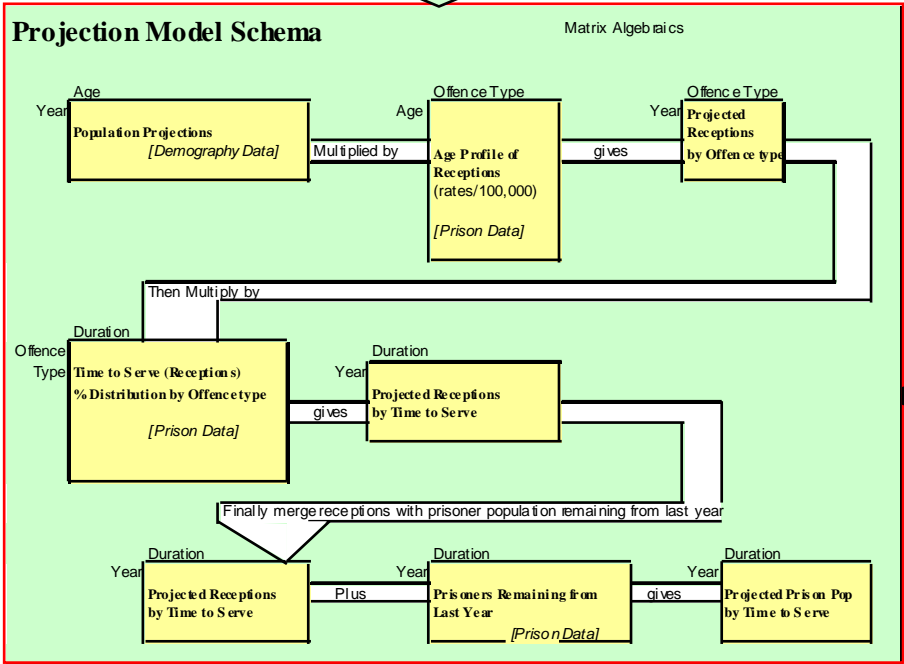 Projection Model Schema
Matrix Algebraics
Age
Year
Population Projections
[Demography Data]
Multiplied by
Offence Type
Age
Age Profile of
Receptions
(rates/100,000)
[Prison Data]
gives
Offence Type
Year
Projected
Receptions
by Offence type
Then Multiply by
Duration
Offence
Type
Time to Serve (Receptions)
% Distribution by Offence type
[Prison Data]
gives
Duration
Year
Projected Receptions
by Time to Serve
Finally merge receptions with prisoner population remaining from last year
Duration
Year
Projected Receptions
by Time to Serve
Plus
Duration
Year
Prisoners Remaining from
Last Year
[Prison Data]
gives
Duration
Year
Projected Prison Pop
by Time to Serve